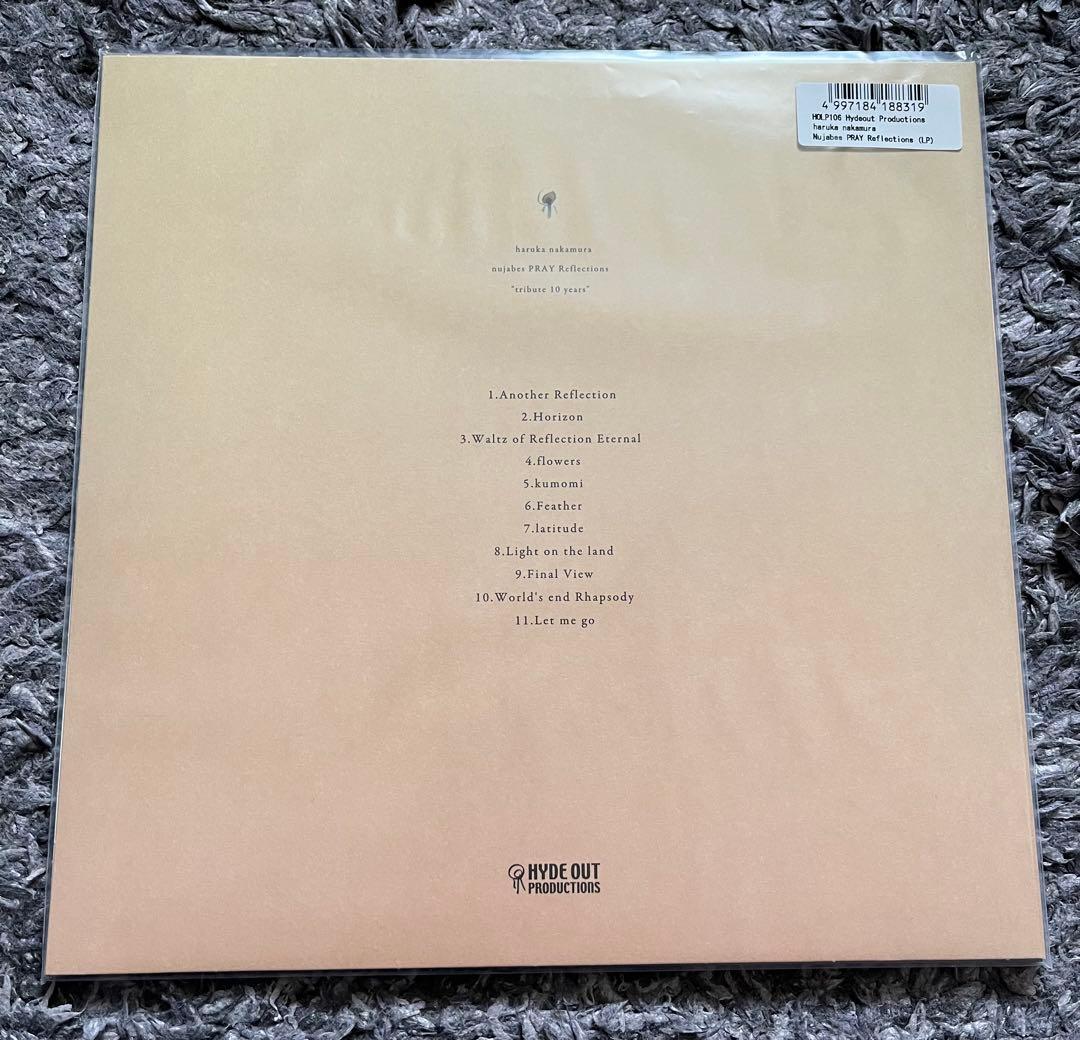 4 997184 188319
HOLP106 Hydeout Productions
haruka nakamura
Nujabes PRAY Reflections (LP)
haruka nakamura
nujabes PRAY Reflections
"tribute 10 years"
1.Another Reflection
2.Horizon
3.Waltz of Reflection Eternal
4.flowers
5.kumomi
6.Feather
7.latitude
8.Light on the land
9.Final View
10.World's end Rhapsody
11.Let me go
HYDE OUT
PRODUCTIONS